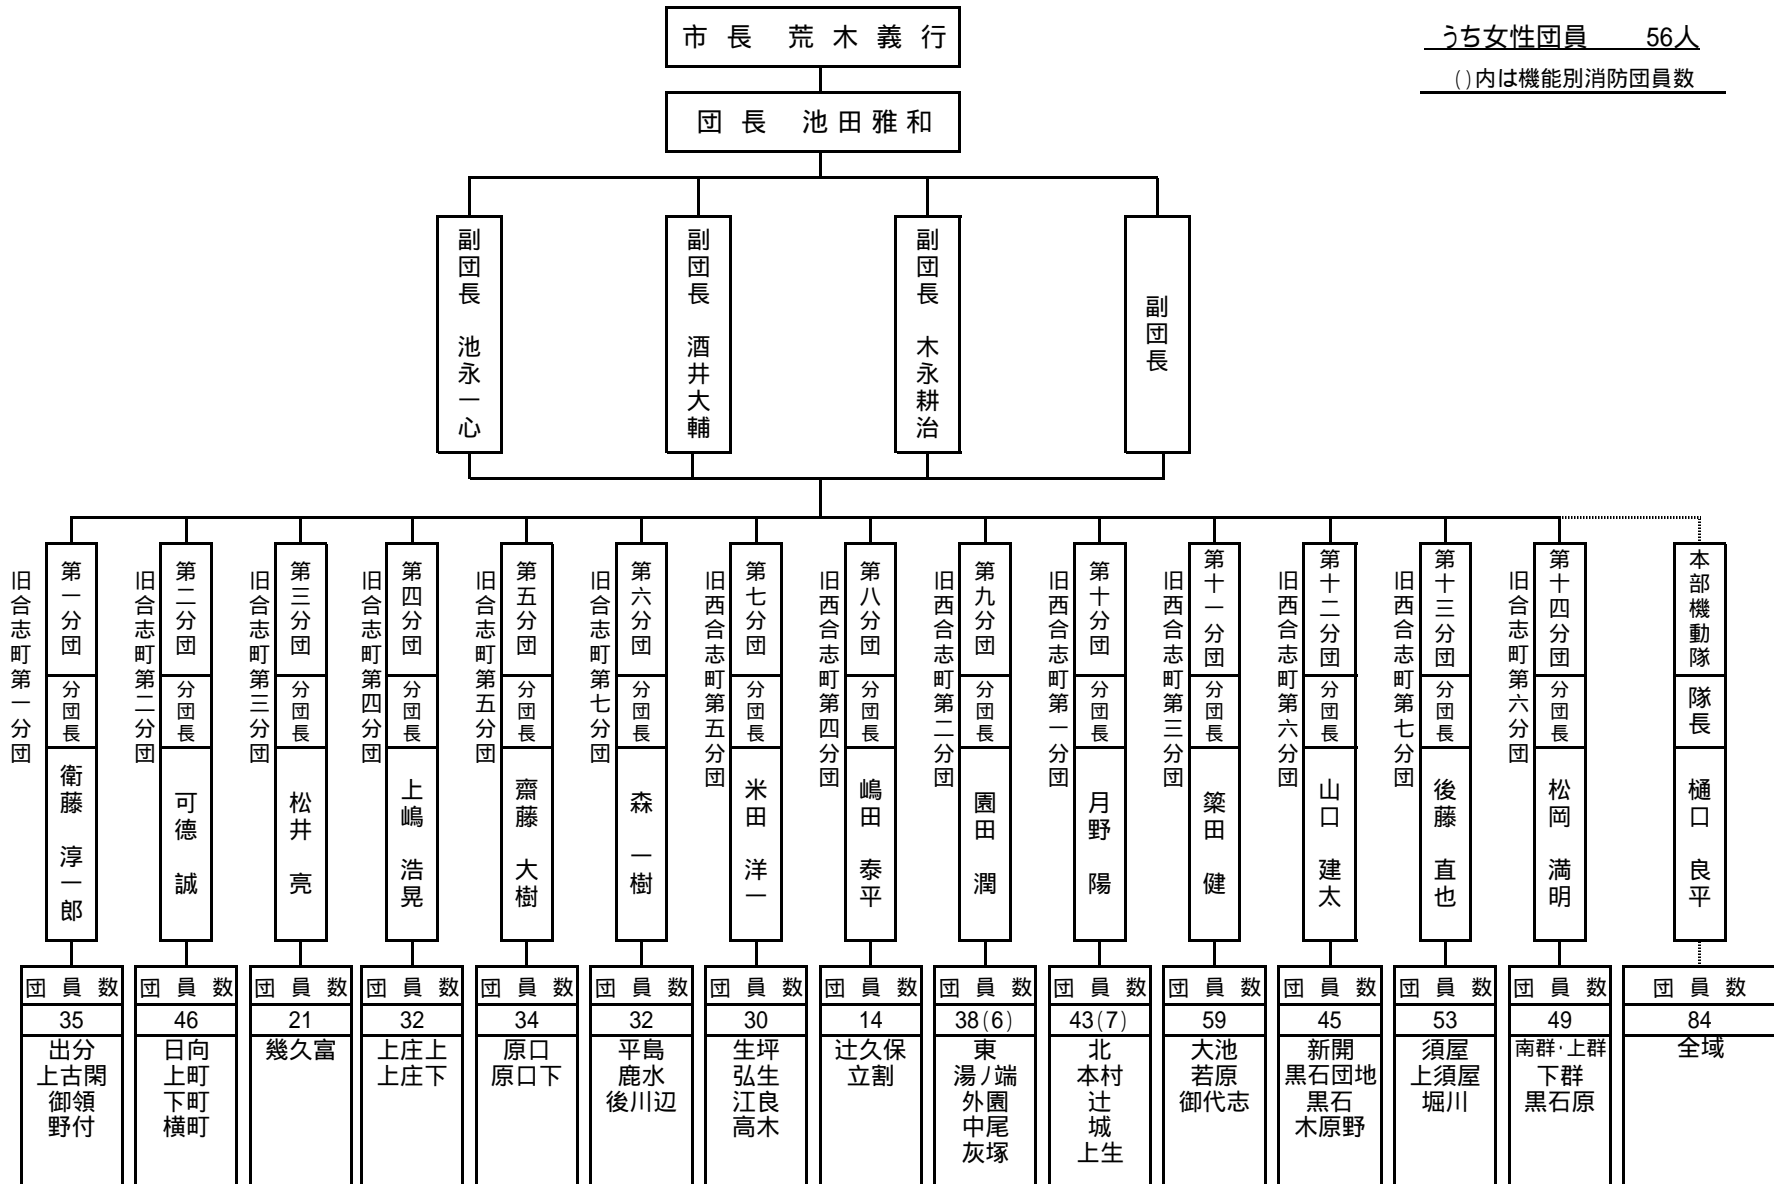 市長 荒木義行
うち女性団員 56人
()内は機能別消防団員数
団長 池田雅和
副団長 池永一心
副団長 酒井大輔
副団長 木永耕治
副団長
旧合志町第一分団
第一分団
分団長
衛藤 淳一郎
団員数
35
出分
上古閑
御領
野付
旧合志町第二分団
第二分団
分団長
可德 誠
団員数
46
日向
上町
下町
横町
旧合志町第三分団
第三分団
分団長
松井 亮
団員数
21
幾久富
旧合志町第四分団
第四分団
分団長
上嶋 浩晃
団員数
32
上庄上
上庄下
旧合志町第五分団
第五分団
分団長
齋藤 大樹
団員数
34
原口
原口下
旧合志町第七分団
第六分団
分団長
森 一樹
団員数
32
平島
鹿水
後川辺
旧西合志町第五分団
第七分団
分団長
米田 洋一
団員数
30
生坪
弘生
江良
高木
旧西合志町第四分団
第八分団
分団長
嶋田 泰平
団員数
14
辻久保
立割
旧西合志町第二分団
第九分団
分団長
園田 潤
団員数
38(6)
東
湯ノ端
外園
中尾
灰塚
旧西合志町第一分団
第十分団
分団長
月野 陽
団員数
43(7)
北
本村
辻
城
上生
旧西合志町第三分団
第十一分団
分団長
簗田 健
団員数
59
大池
若原
御代志
旧西合志町第六分団
第十二分団
分団長
山口 建太
団員数
45
新開
黒石団地
黒石
木原野
旧西合志町第七分団
第十三分団
分団長
後藤 直也
団員数
53
須屋
上須屋
堀川
旧合志町第六分団
第十四分団
分団長
松岡 満明
団員数
49
南群・上群
下群
黒石原
本部機動隊
隊長
樋口 良平
団員数
84
全域